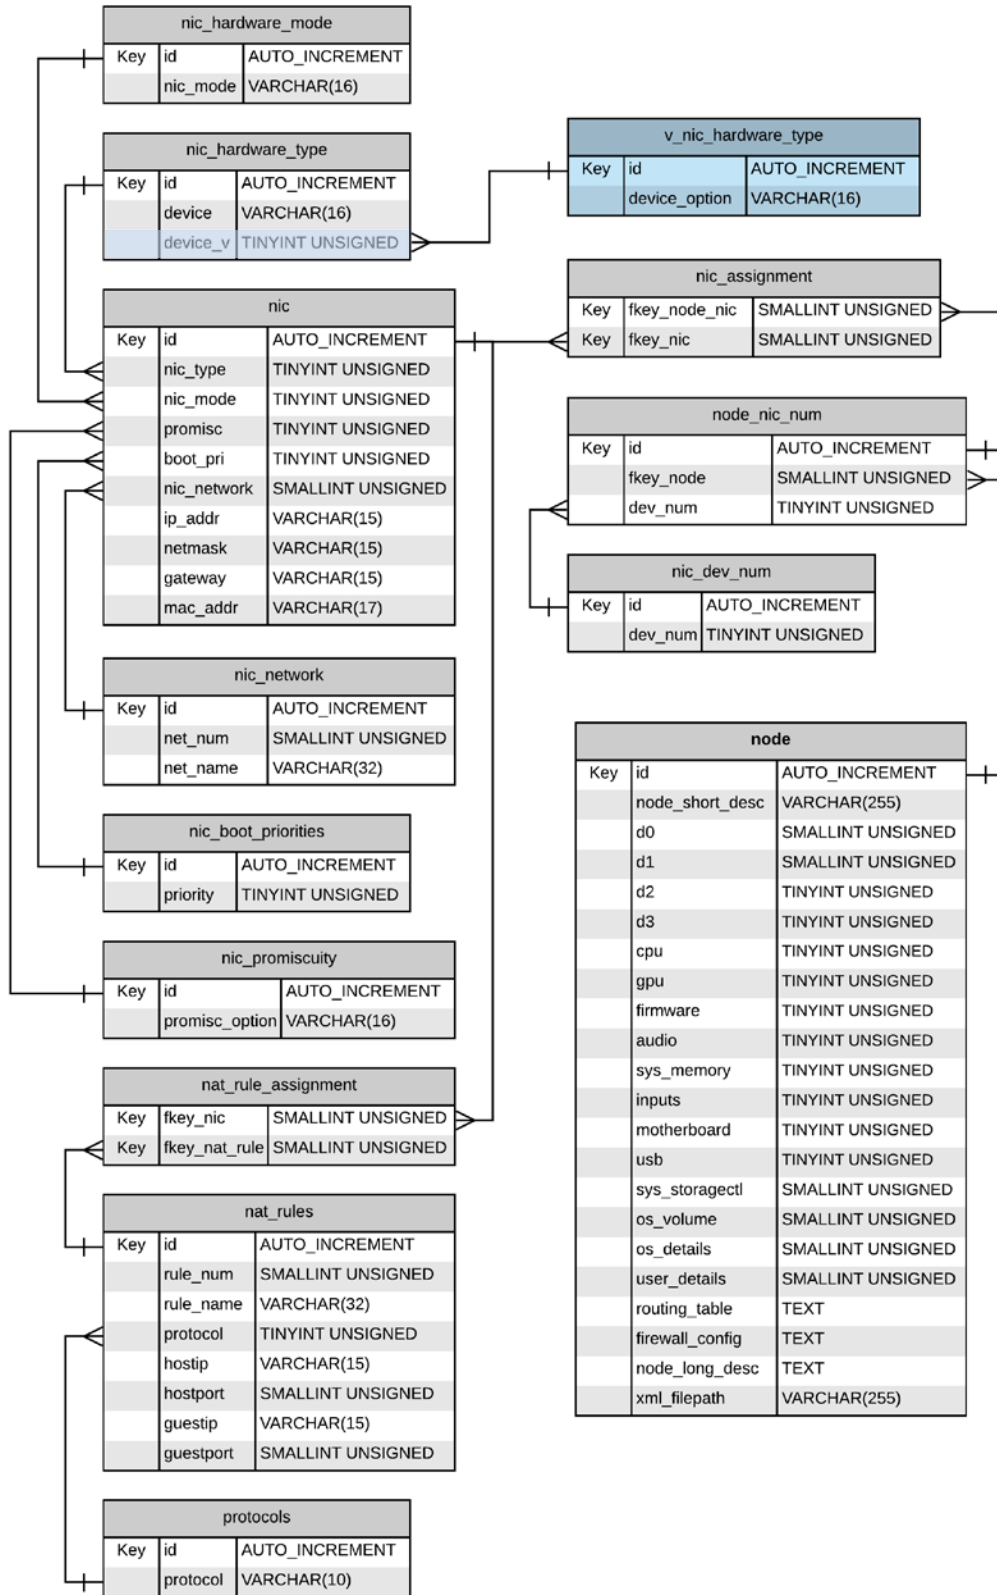 nic_hardware_mode
Key id AUTO_INCREMENT
nic_mode VARCHAR(16)
nic_hardware_type
Key id AUTO_INCREMENT
device VARCHAR(16)
device_v TINYINT UNSIGNED
v_nic_hardware_type
Key id AUTO_INCREMENT
device_option VARCHAR(16)
nic
Key id AUTO_INCREMENT
nic_type TINYINT UNSIGNED
nic_mode TINYINT UNSIGNED
promisc TINYINT UNSIGNED
boot_pri TINYINT UNSIGNED
nic_network SMALLINT UNSIGNED
ip_addr VARCHAR(15)
netmask VARCHAR(15)
gateway VARCHAR(15)
mac_addr VARCHAR(17)
nic_assignment
Key fkey_node_nic SMALLINT UNSIGNED
Key fkey_nic SMALLINT UNSIGNED
node_nic_num
Key id AUTO_INCREMENT
fkey_node SMALLINT UNSIGNED
dev_num TINYINT UNSIGNED
nic_dev_num
Key id AUTO_INCREMENT
dev_num TINYINT UNSIGNED
nic_network
Key id AUTO_INCREMENT
net_num SMALLINT UNSIGNED
net_name VARCHAR(32)
nic_boot_priorities
Key id AUTO_INCREMENT
priority TINYINT UNSIGNED
nic_promiscuity
Key id AUTO_INCREMENT
promisc_option VARCHAR(16)
nat_rule_assignment
Key fkey_nic SMALLINT UNSIGNED
Key fkey_nat_rule SMALLINT UNSIGNED
nat_rules
Key id AUTO_INCREMENT
rule_num SMALLINT UNSIGNED
rule_name VARCHAR(32)
protocol TINYINT UNSIGNED
hostip VARCHAR(15)
hostport SMALLINT UNSIGNED
guestip VARCHAR(15)
guestport SMALLINT UNSIGNED
protocols
Key id AUTO_INCREMENT
protocol VARCHAR(10)
node
Key id AUTO_INCREMENT
node_short_desc VARCHAR(255)
d0 SMALLINT UNSIGNED
d1 SMALLINT UNSIGNED
d2 TINYINT UNSIGNED
d3 TINYINT UNSIGNED
cpu TINYINT UNSIGNED
gpu TINYINT UNSIGNED
firmware TINYINT UNSIGNED
audio TINYINT UNSIGNED
sys_memory TINYINT UNSIGNED
inputs TINYINT UNSIGNED
motherboard TINYINT UNSIGNED
usb TINYINT UNSIGNED
sys_storagectl SMALLINT UNSIGNED
os_volume SMALLINT UNSIGNED
os_details SMALLINT UNSIGNED
user_details SMALLINT UNSIGNED
routing_table TEXT
firewall_config TEXT
node_long_desc TEXT
xml_filepath VARCHAR(255)